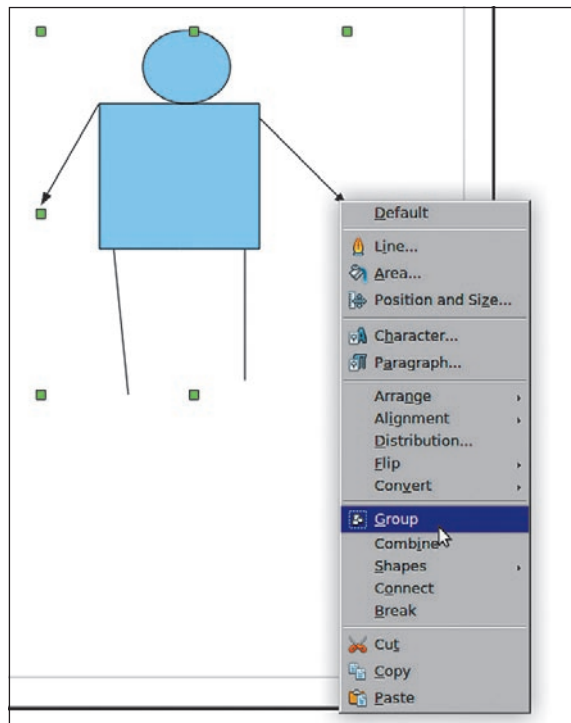 Default
Line...
Area...
Position and Size...
Character...
Paragraph...
Arrange
Alignment
Distribution...
Flip
Convert
Group
Combine
Shapes
Connect
Break
Cut
Copy
Paste